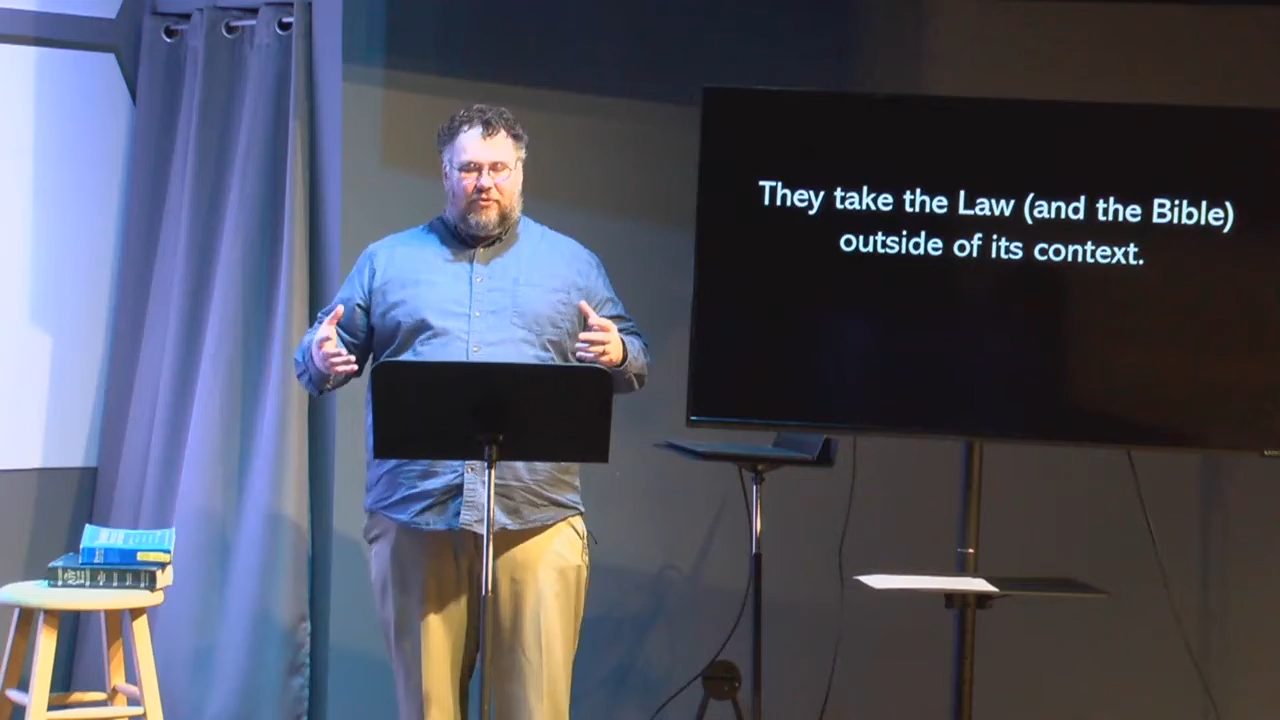 They take the Law (and the Bible)
outside of its context.